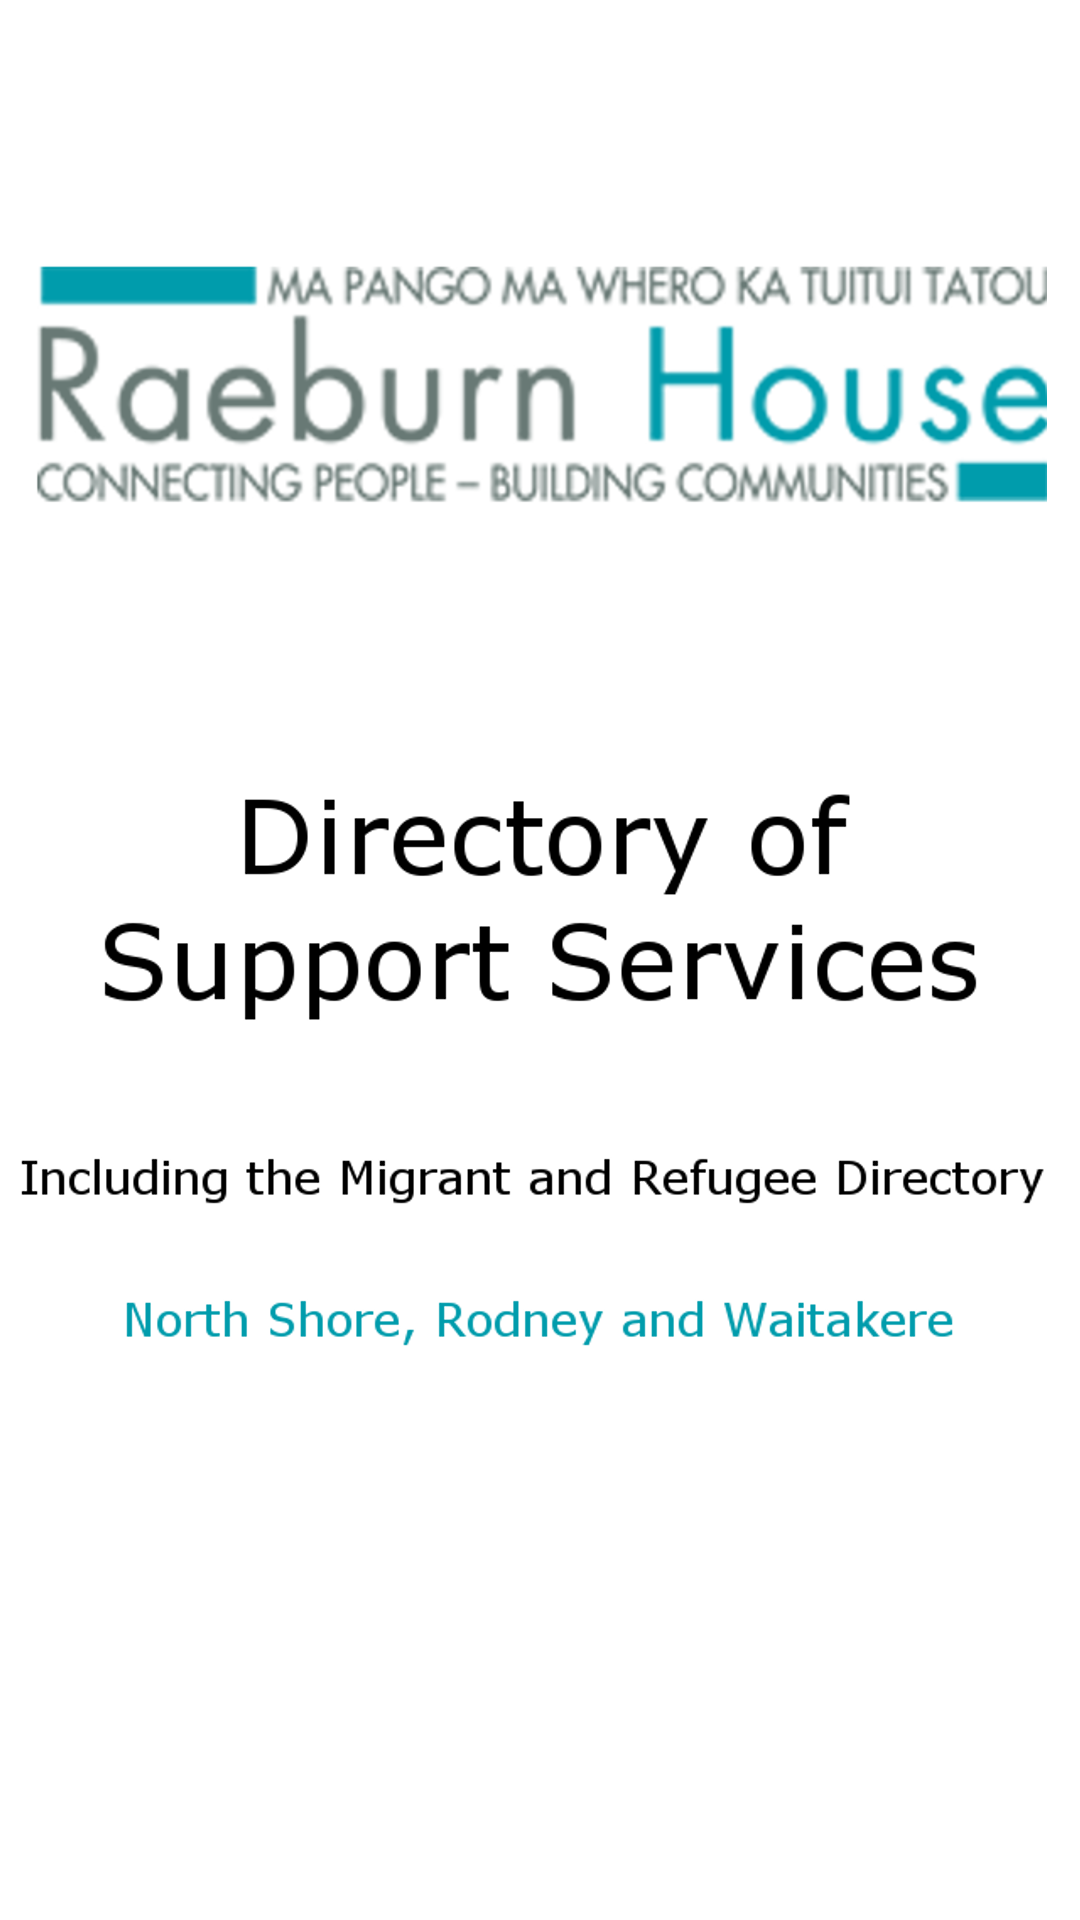 MA PANGO MA WHERO KA TUITUI TATOU
Raeburn House
CONNECTING PEOPLE – BUILDING COMMUNITIES
Directory of
Support Services
Including the Migrant and Refugee Directory
North Shore, Rodney and Waitakere